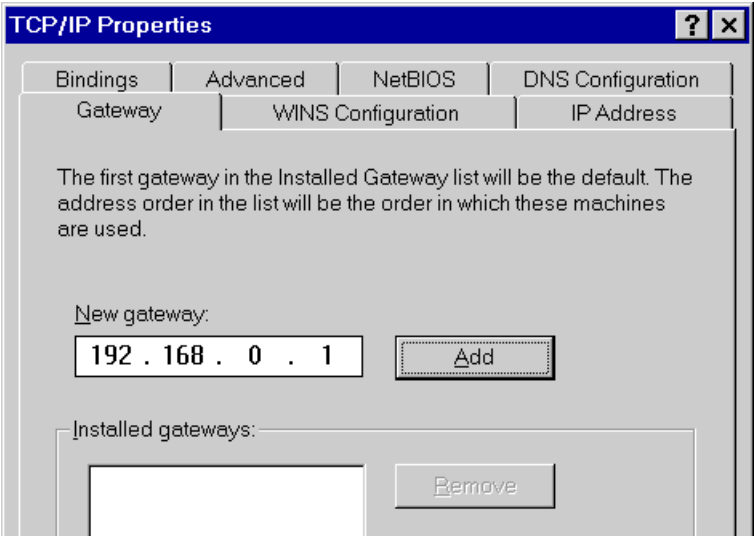 TCP/IP Properties ? ×
Bindings Advanced NetBIOS DNS Configuration
Gateway WINS Configuration IP Address
The first gateway in the Installed Gateway list will be the default. The
address order in the list will be the order in which these machines
are used.
New gateway:
192 . 168 . 0 . 1 Add
Installed gateways:
Remove